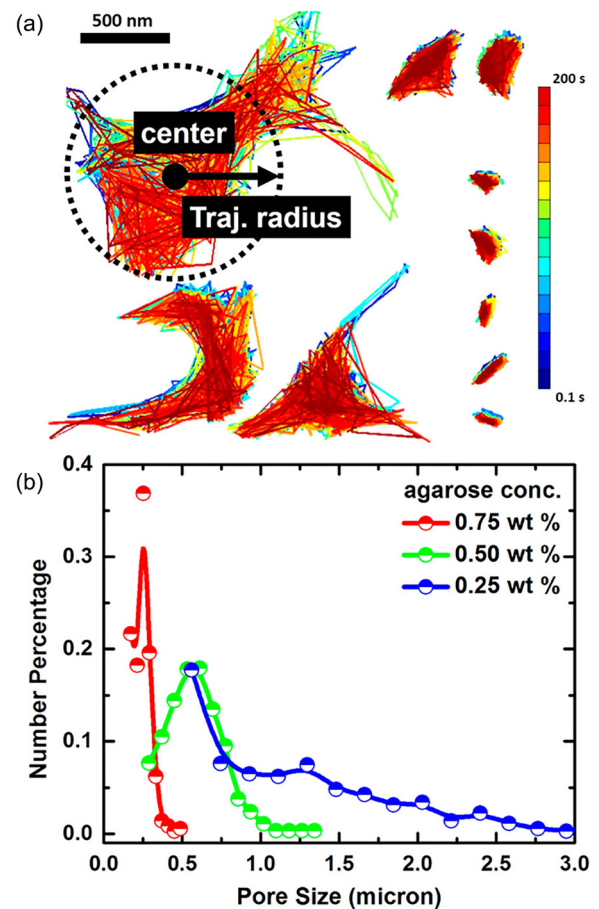 (a)
500 nm
200 s
center
Traj. radius
0.1 s
(b)
agarose conc.
0.75 wt %
0.50 wt %
0.25 wt %
0.4
0.3
0.2
0.1
0.0
Number Percentage
0.0 0.5 1.0 1.5 2.0 2.5 3.0
Pore Size (micron)